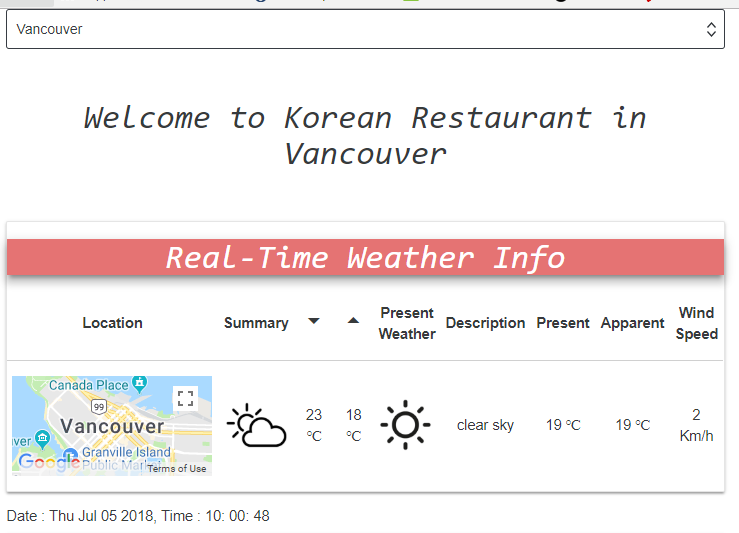 Vancouver
Welcome to Korean Restaurant in
Vancouver
Real-Time Weather Info
Location Summary Present Weather Description Present Apparent Wind Speed
Canada Place
99
Vancouver
ver
Granville Island
Public Market
Google
Terms of Use
23 °C 18 °C clear sky 19 °C 19 °C 2 Km/h
Date : Thu Jul 05 2018, Time : 10: 00: 48